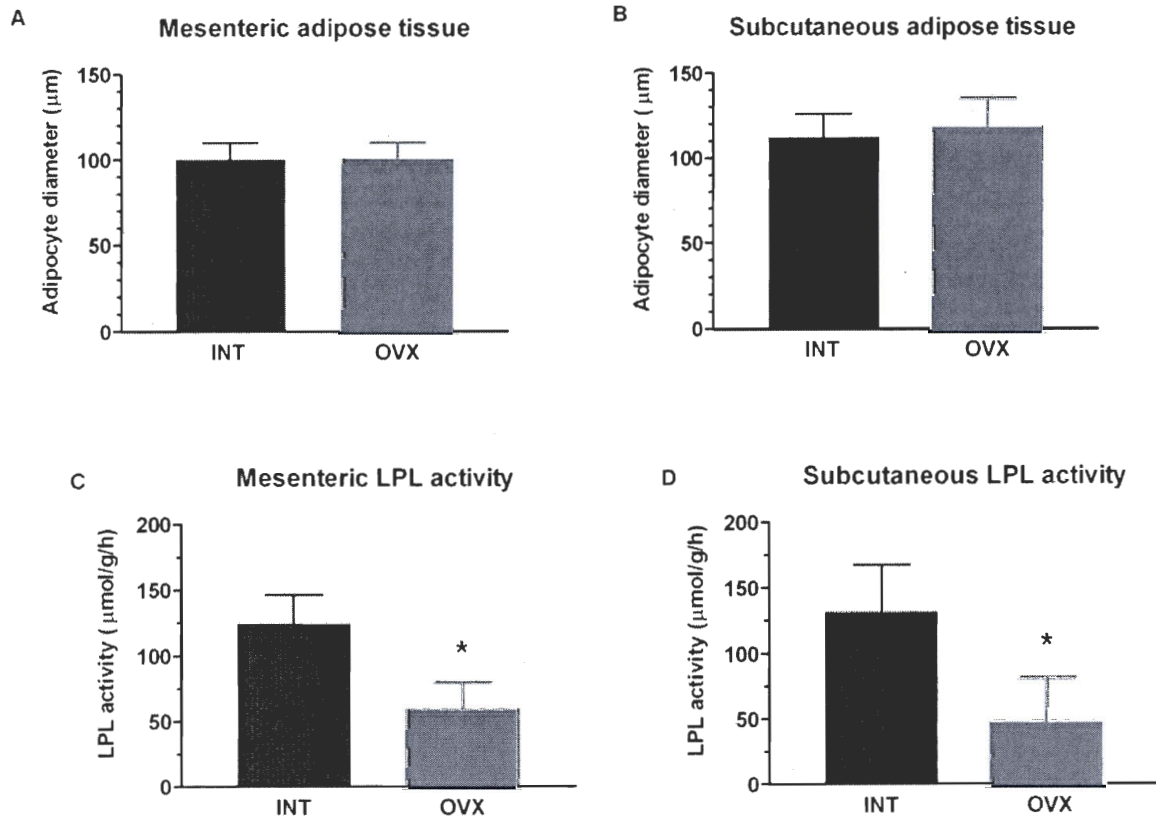 A
Mesenteric adipose tissue
Adipocyte diameter (μm)
150
100
50
0
INT
OVX
B
Subcutaneous adipose tissue
Adipocyte diameter ( μm)
150
100
50
0
INT
OVX
C
Mesenteric LPL activity
LPL activity ( μmol/g/h)
200
150
100
50
0
*
INT
OVX
D
Subcutaneous LPL activity
LPL activity (μmol/g/h)
200
150
100
50
0
*
INT
OVX